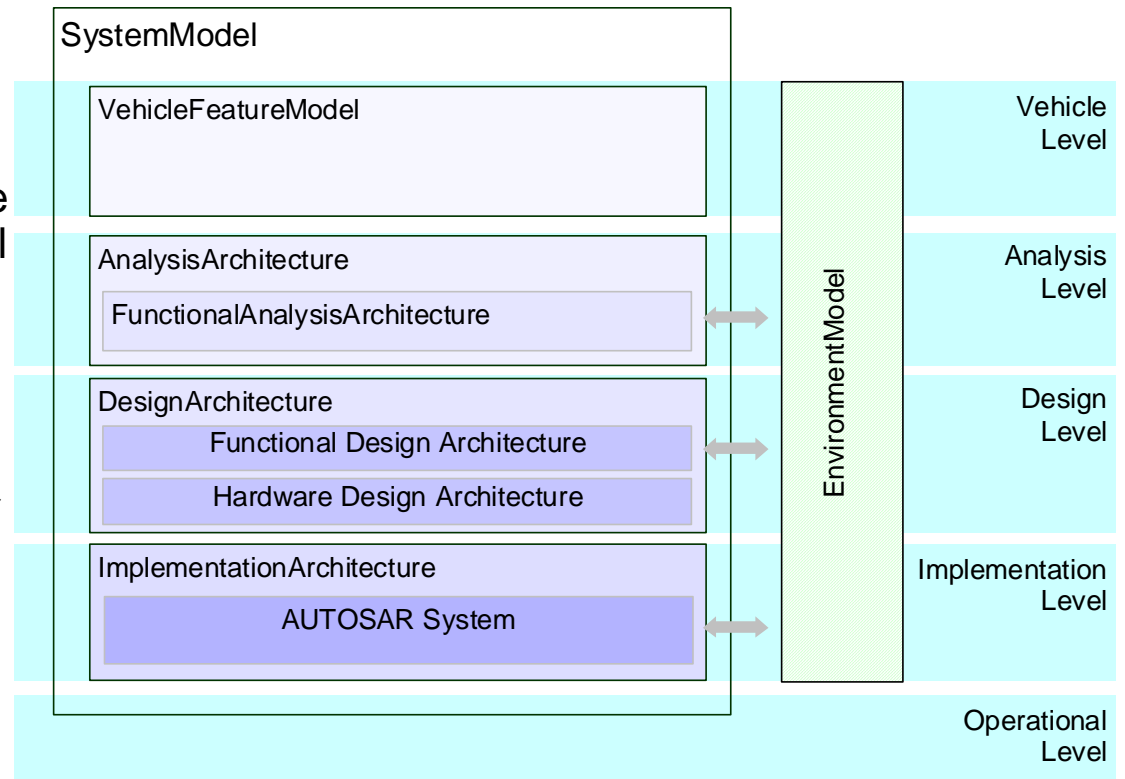 SystemModel
VehicleFeatureModel
Vehicle
Level
AnalysisArchitecture
FunctionalAnalysisArchitecture
Analysis
Level
DesignArchitecture
Functional Design Architecture
Hardware Design Architecture
Design
Level
ImplementationArchitecture
AUTOSAR System
Implementation
Level
EnvironmentModel
Operational
Level